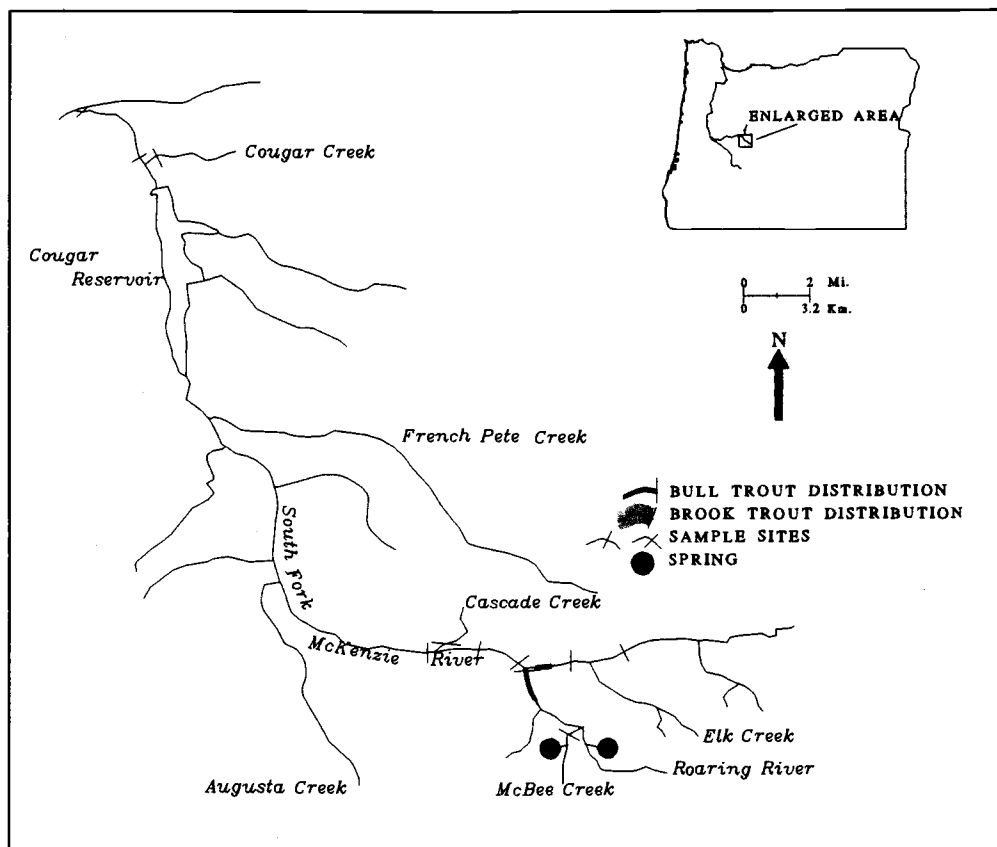 ENLARGED AREA
Cougar Creek
Cougar
Reservoir
0 2 Mi.
0 3.2 Km.
N
French Pete Creek
BULL TROUT DISTRIBUTION
BROOK TROUT DISTRIBUTION
SAMPLE SITES
SPRING
South Fork
McKenzie River
Cascade Creek
Elk Creek
Roaring River
McBee Creek
Augusta Creek